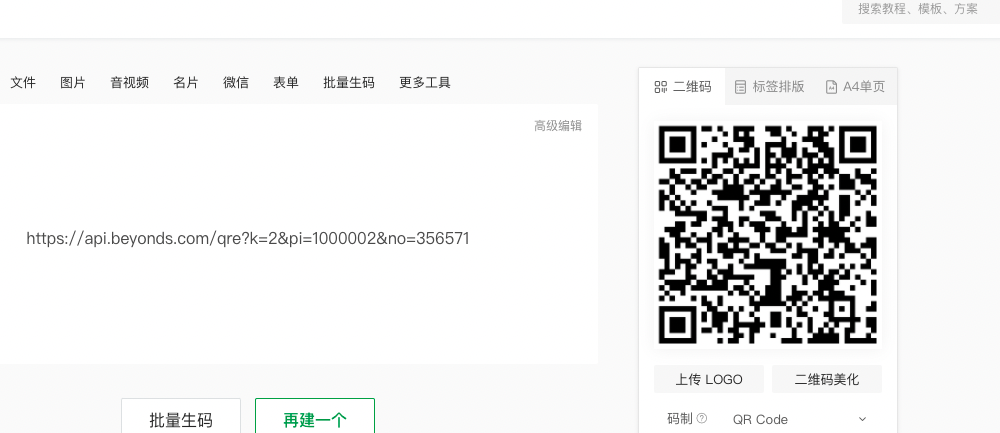 搜索教程、模板、方案
文件 图片 音视频 名片 微信 表单 批量生码 更多工具
高级编辑
https://api.beyonds.com/qre?k=2&pi=1000002&no=356571
批量生码 再建一个
二维码 标签排版 A4单页
上传 LOGO 二维码美化
码制 ? QR Code